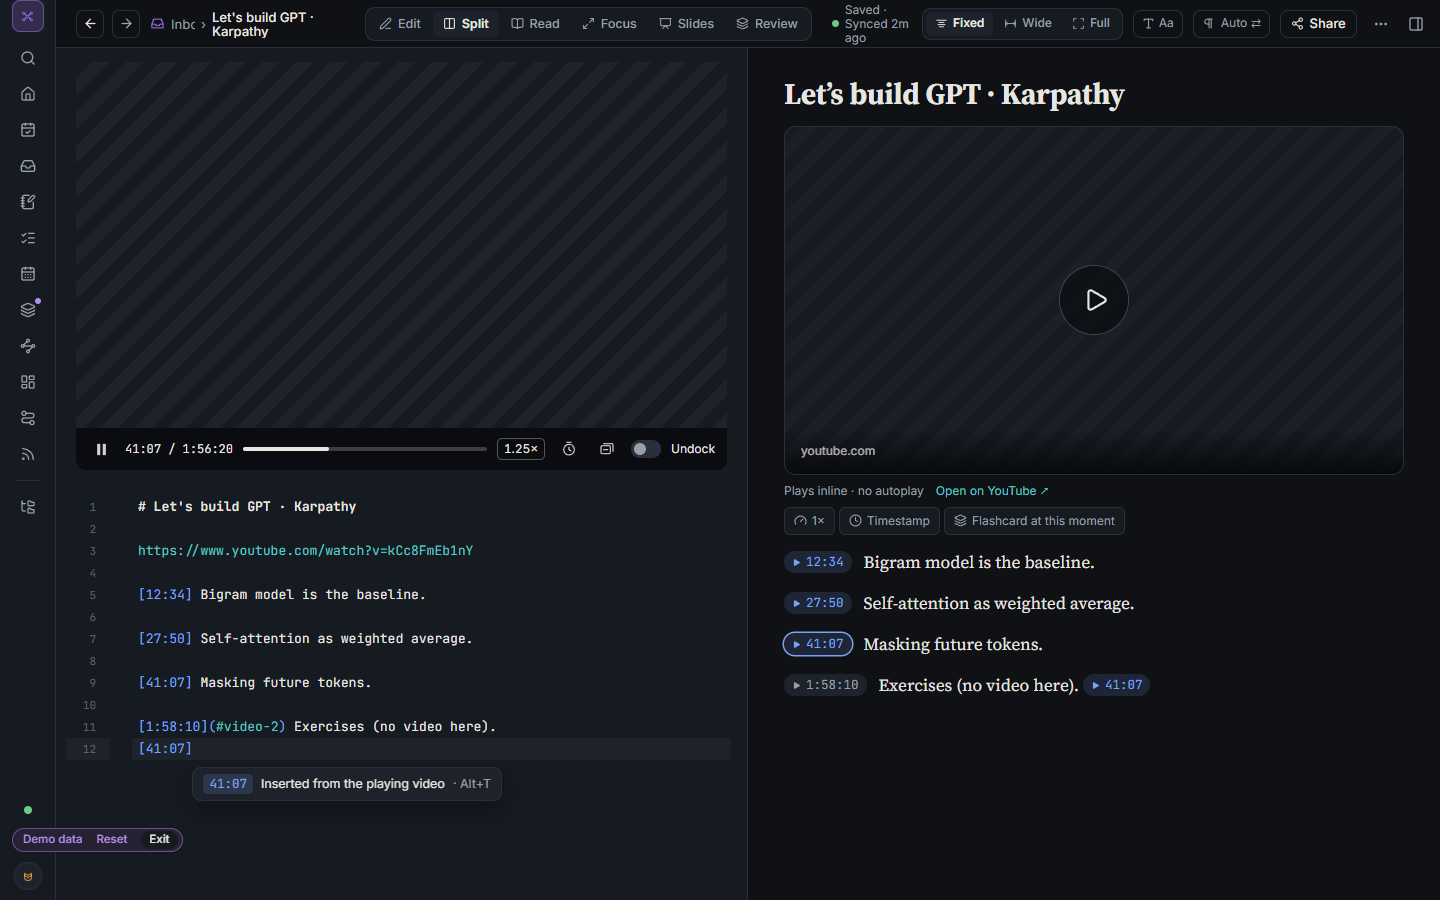 Inbc › Let's build GPT · Karpathy
Edit Split Read Focus Slides Review
Saved · Synced 2m ago
Fixed Wide Full
Aa
Auto
Share
41:07 / 1:56:20
1.25×
Undock
1 # Let's build GPT · Karpathy
2
3 https://www.youtube.com/watch?v=kCc8FmEb1nY
4
5 [12:34] Bigram model is the baseline.
6
7 [27:50] Self-attention as weighted average.
8
9 [41:07] Masking future tokens.
10
11 [1:58:10](#video-2) Exercises (no video here).
12 [41:07]
41:07 Inserted from the playing video · Alt+T
Demo data Reset Exit
Let's build GPT · Karpathy
youtube.com
Plays inline · no autoplay Open on YouTube ↗
1× Timestamp Flashcard at this moment
12:34 Bigram model is the baseline.
27:50 Self-attention as weighted average.
41:07 Masking future tokens.
1:58:10 Exercises (no video here). 41:07